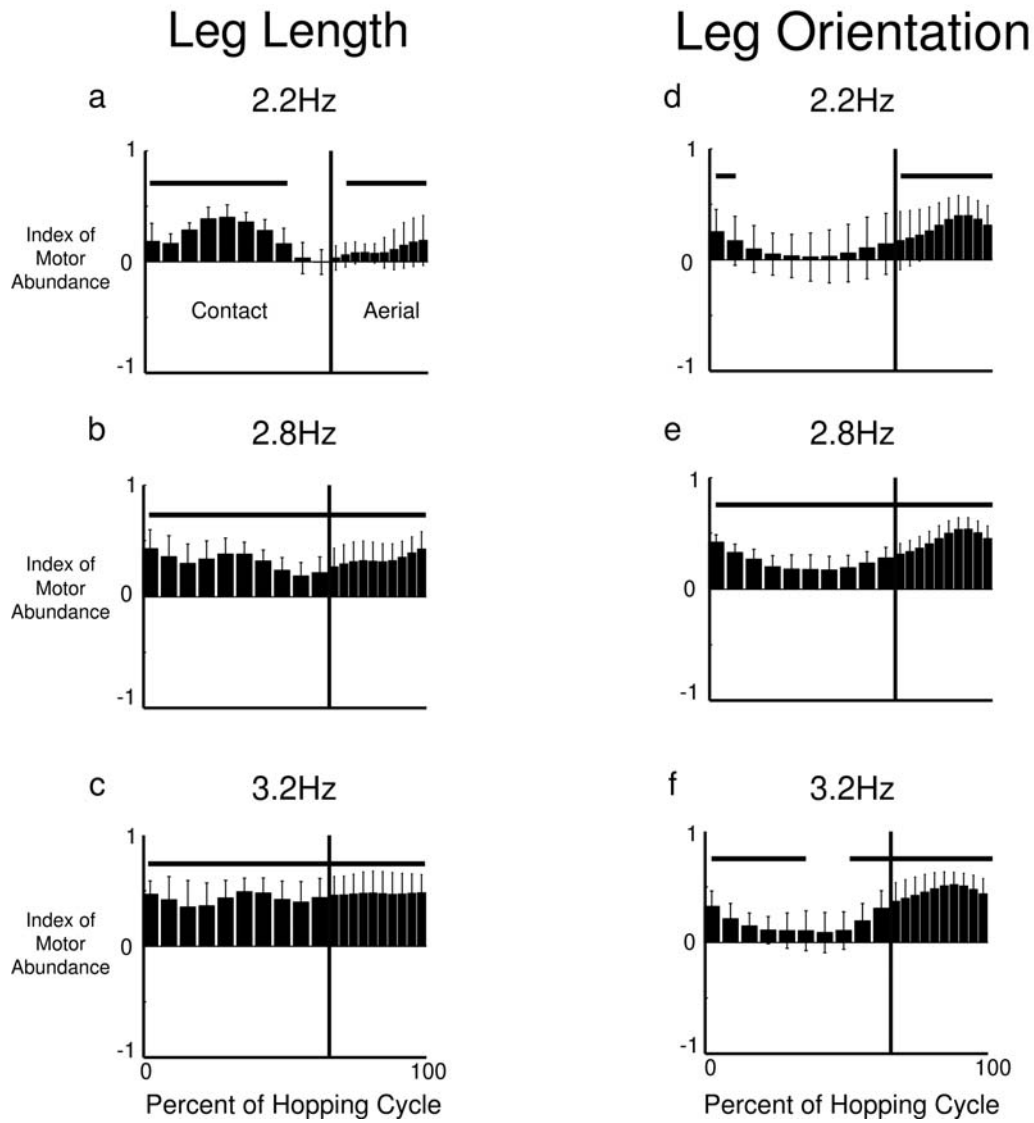 Leg Length
Leg Orientation
a
2.2Hz
1
Index of
Motor
Abundance
0
Contact
Aerial
-1
d
2.2Hz
1
0
-1
b
2.8Hz
1
Index of
Motor
Abundance
0
-1
e
2.8Hz
1
0
-1
c
3.2Hz
1
Index of
Motor
Abundance
0
-1
0
100
Percent of Hopping Cycle
f
3.2Hz
1
0
-1
0
100
Percent of Hopping Cycle